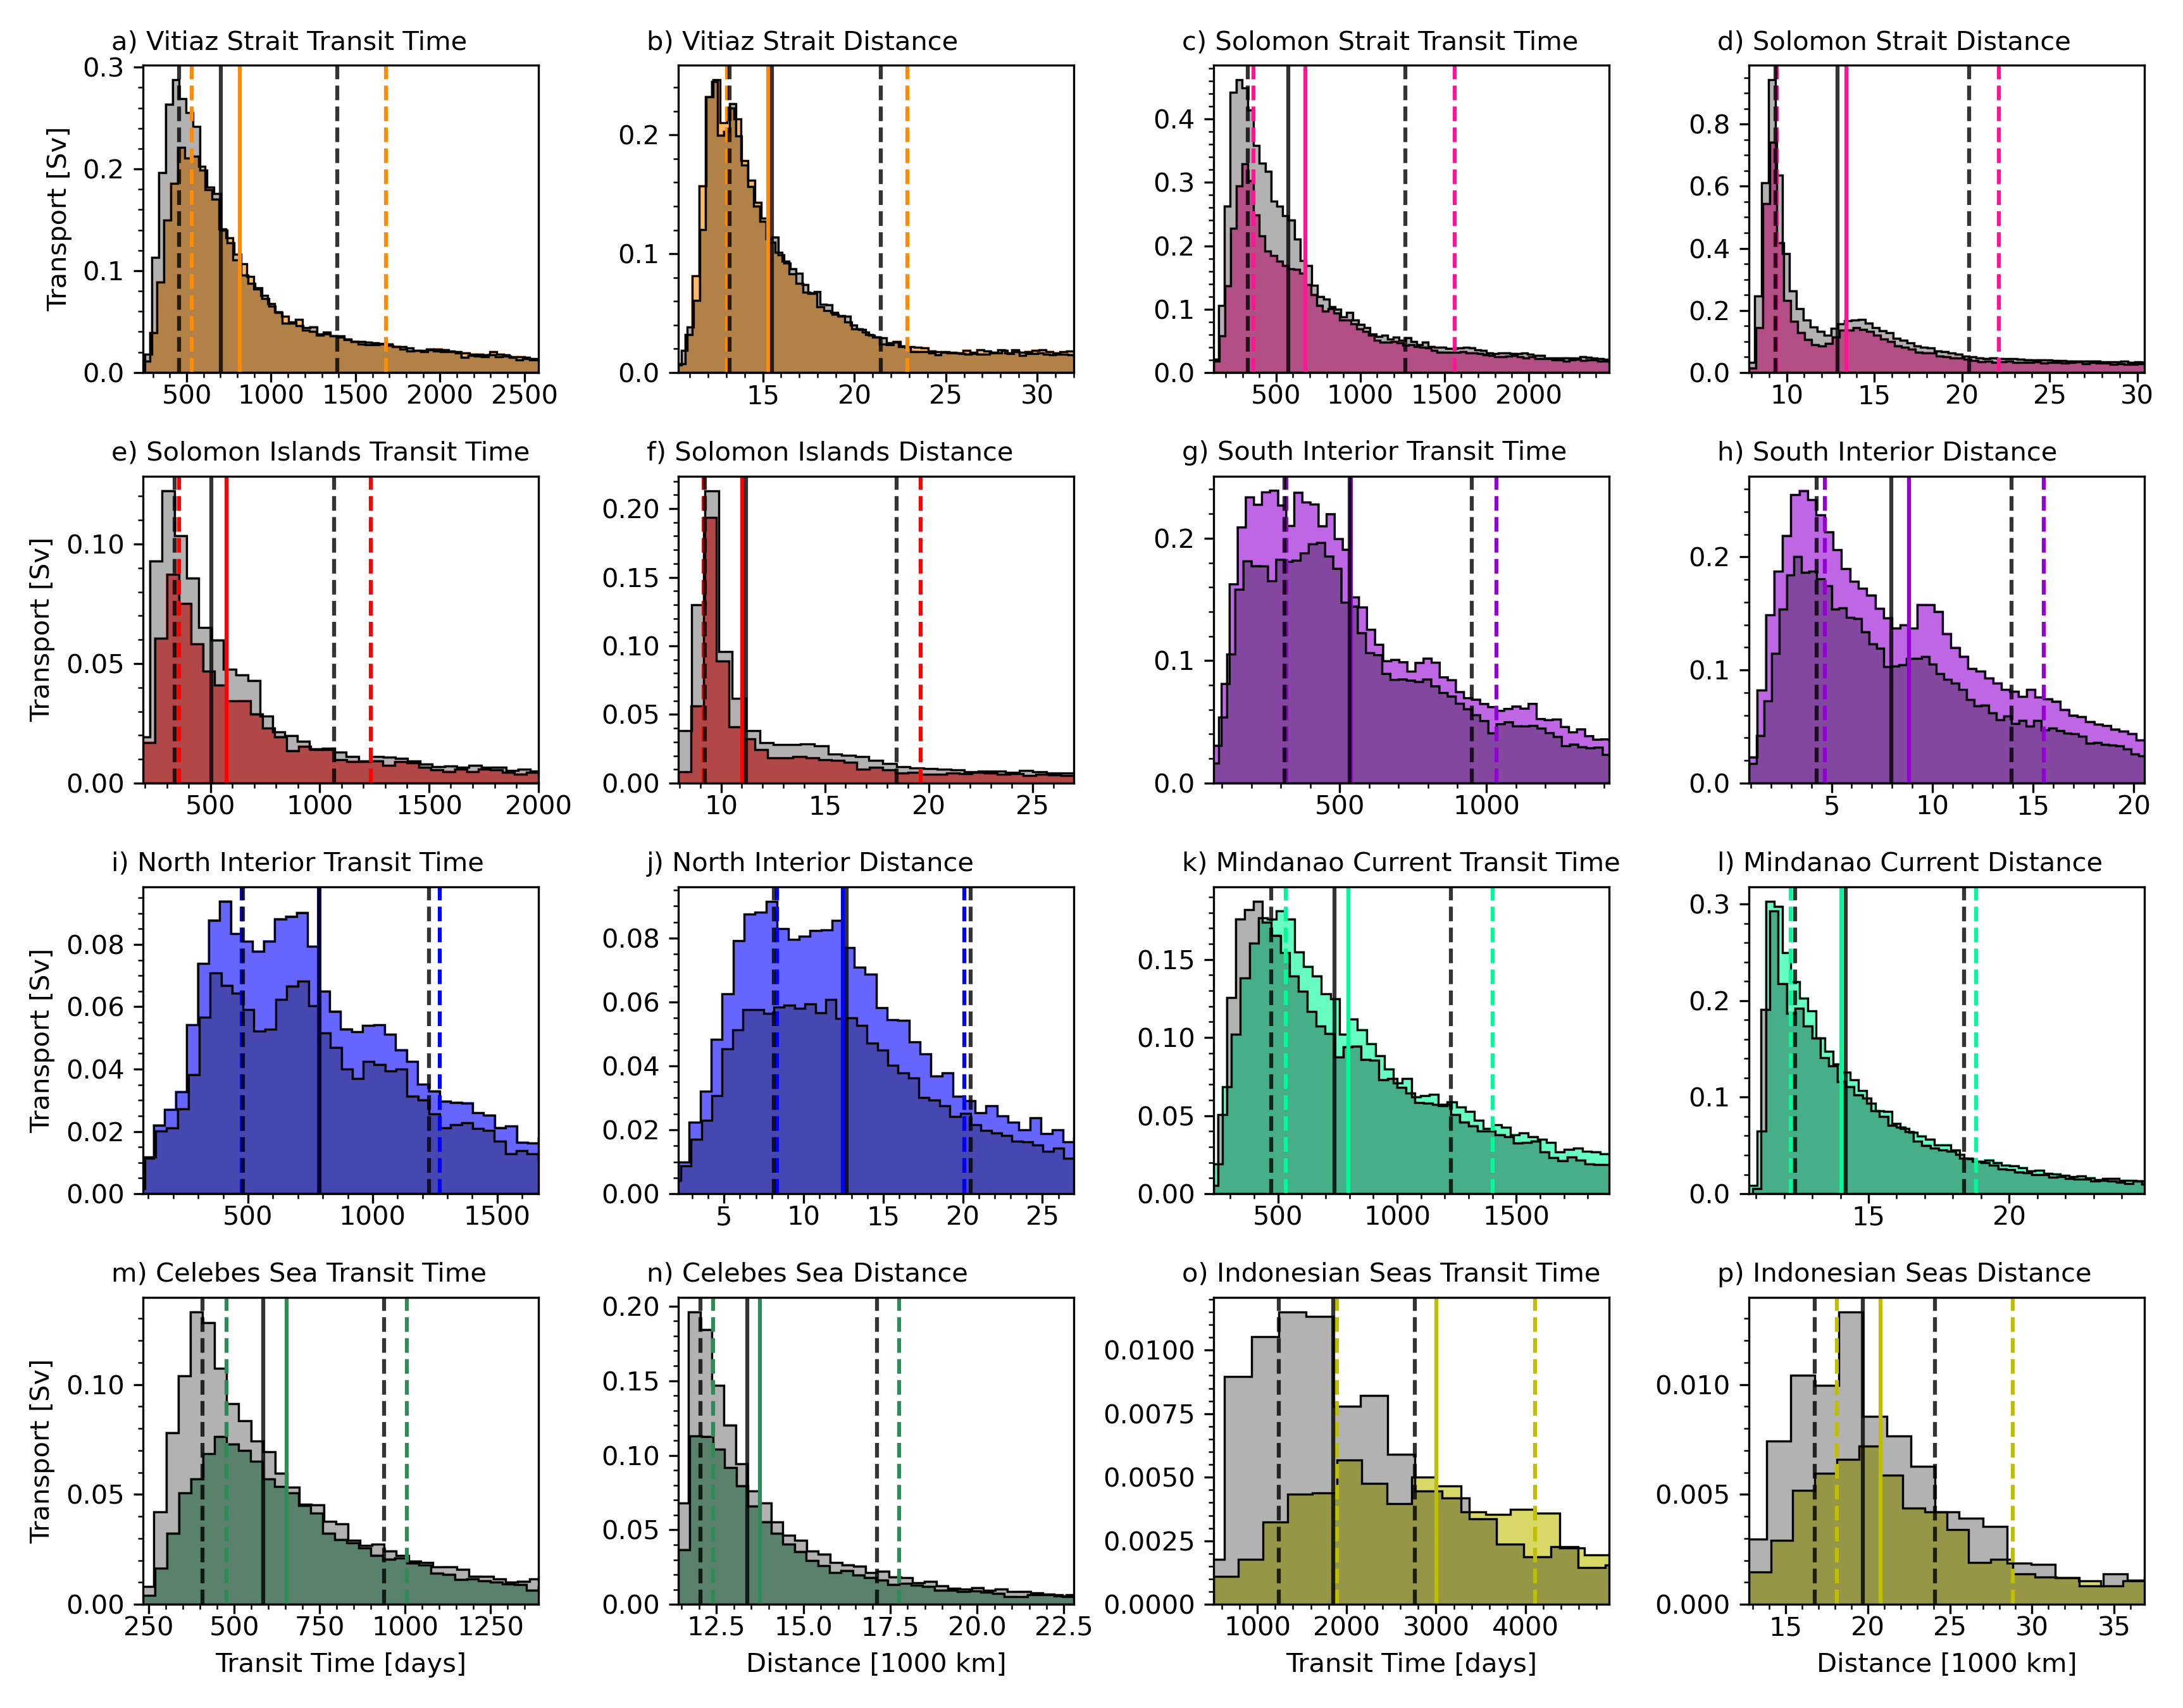 a) Vitiaz Strait Transit Time
b) Vitiaz Strait Distance
c) Solomon Strait Transit Time
d) Solomon Strait Distance
Transport [Sv]
0.3
0.2
0.1
0.0
500 1000 1500 2000 2500
0.2
0.1
0.0
15 20 25 30
0.4
0.3
0.2
0.1
0.0
500 1000 1500 2000
0.8
0.6
0.4
0.2
0.0
10 15 20 25 30
e) Solomon Islands Transit Time
f) Solomon Islands Distance
g) South Interior Transit Time
h) South Interior Distance
Transport [Sv]
0.10
0.05
0.00
500 1000 1500 2000
0.20
0.15
0.10
0.05
0.00
10 15 20 25
0.2
0.1
0.0
500 1000
0.2
0.1
0.0
5 10 15 20
i) North Interior Transit Time
j) North Interior Distance
k) Mindanao Current Transit Time
l) Mindanao Current Distance
Transport [Sv]
0.08
0.06
0.04
0.02
0.00
500 1000 1500
0.08
0.06
0.04
0.02
0.00
5 10 15 20 25
0.15
0.10
0.05
0.00
500 1000 1500
0.3
0.2
0.1
0.0
15 20
m) Celebes Sea Transit Time
n) Celebes Sea Distance
o) Indonesian Seas Transit Time
p) Indonesian Seas Distance
Transport [Sv]
0.10
0.05
0.00
250 500 750 1000 1250
Transit Time [days]
0.20
0.15
0.10
0.05
0.00
12.5 15.0 17.5 20.0 22.5
Distance [1000 km]
0.0100
0.0075
0.0050
0.0025
0.0000
1000 2000 3000 4000
Transit Time [days]
0.010
0.005
0.000
15 20 25 30 35
Distance [1000 km]